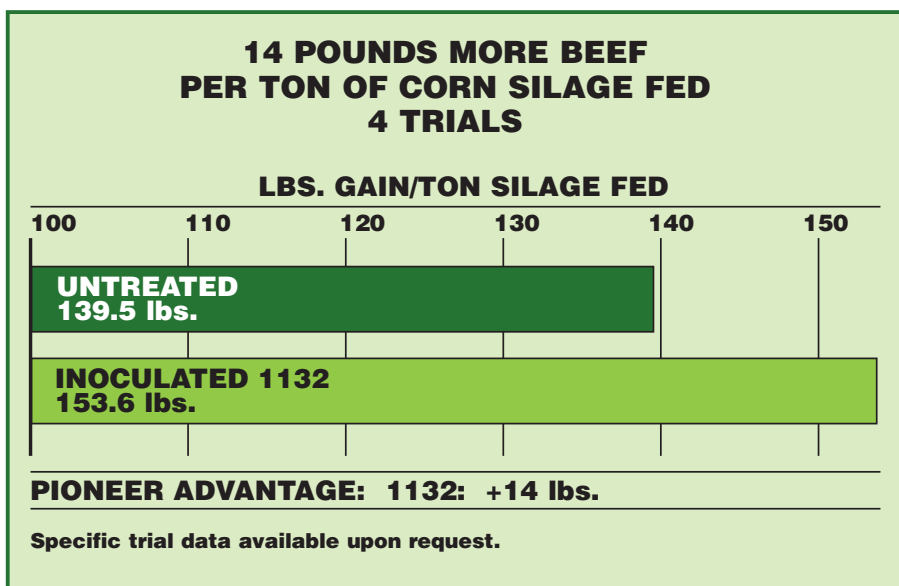 14 POUNDS MORE BEEF
PER TON OF CORN SILAGE FED
4 TRIALS
LBS. GAIN/TON SILAGE FED
100 110 120 130 140 150
UNTREATED
139.5 lbs.
INOCULATED 1132
153.6 lbs.
PIONEER ADVANTAGE: 1132: +14 lbs.
Specific trial data available upon request.